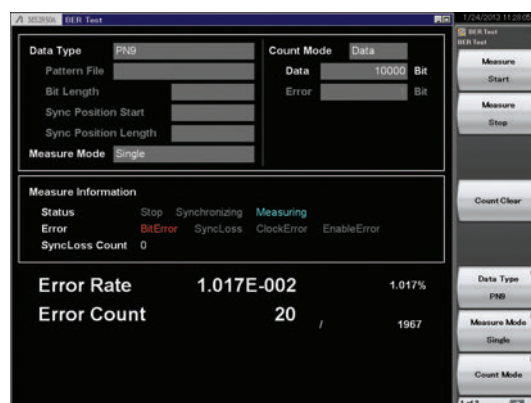 MS2850A BER Test
1/24/2013 11:28:05
Data Type PN9
Pattern File
Bit Length
Sync Position Start
Sync Position Length
Measure Mode Single
Count Mode Data
Data 10000 Bit
Error 1 Bit
Measure Information
Status Stop Synchronizing Measuring
Error BitError SyncLoss ClockError EnableError
SyncLoss Count 0
Error Rate 1.017E-002 1.017%
Error Count 20 / 1967
BER Test
BER Test
Measure
Start
Measure
Stop
Count Clear
Data Type
PN9
Measure Mode
Single
Count Mode